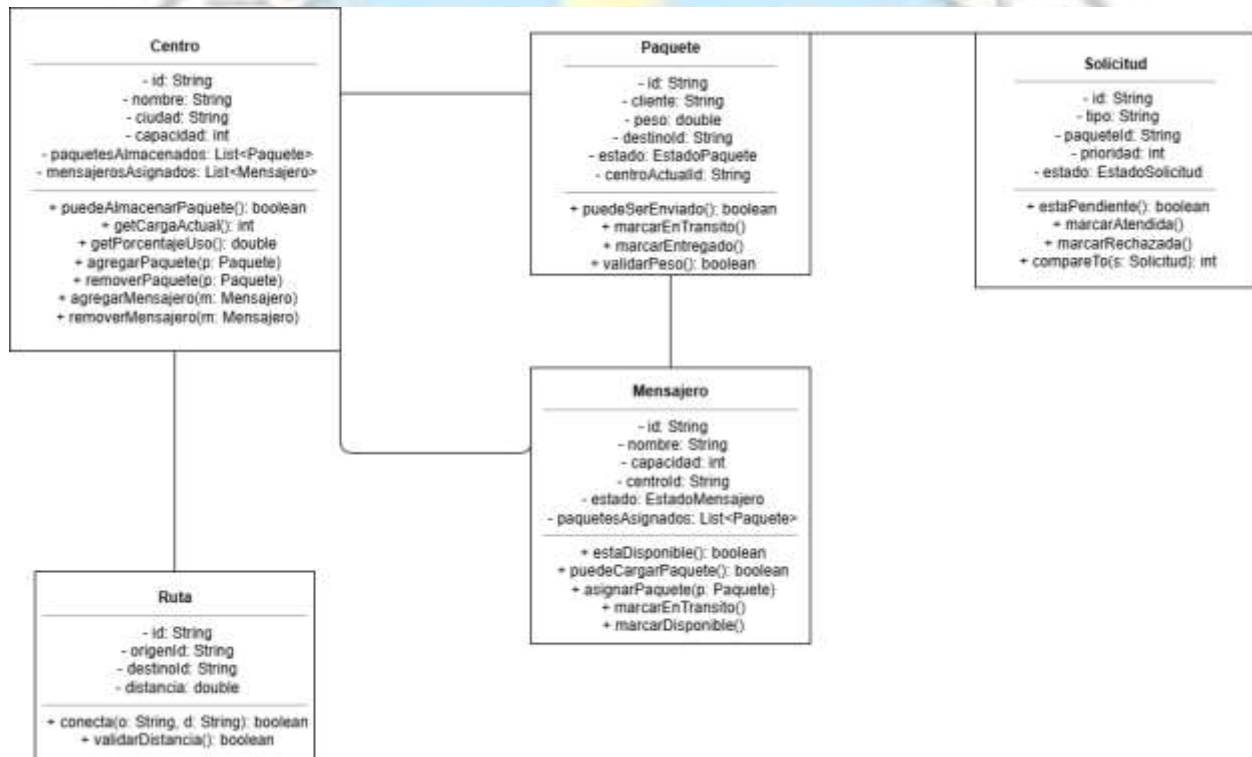 Centro
- id: String
- nombre: String
- ciudad: String
- capacidad: int
- paquetesAlmacenados: List<Paquete>
- mensajerosAsignados: List<Mensajero>
+ puedeAlmacenarPaquete(): boolean
+ getCargaActual(): int
+ getPorcentajeUso(): double
+ agregarPaquete(p: Paquete)
+ removerPaquete(p: Paquete)
+ agregarMensajero(m: Mensajero)
+ removerMensajero(m: Mensajero)
Paquete
- id: String
- cliente: String
- peso: double
- destinoId: String
- estado: EstadoPaquete
- centroActualId: String
+ puedeSerEnviado(): boolean
+ marcarEnTransito()
+ marcarEntregado()
+ validarPeso(): boolean
Solicitud
- id: String
- tipo: String
- paqueteId: String
- prioridad: int
- estado: EstadoSolicitud
+ estaPendiente(): boolean
+ marcarAtendida()
+ marcarRechazada()
+ compareTo(s: Solicitud): int
Mensajero
- id: String
- nombre: String
- capacidad: int
- centroId: String
- estado: EstadoMensajero
- paquetesAsignados: List<Paquete>
+ estaDisponible(): boolean
+ puedeCargarPaquete(): boolean
+ asignarPaquete(p: Paquete)
+ marcarEnTransito()
+ marcarDisponible()
Ruta
- id: String
- origenId: String
- destinoId: String
- distancia: double
+ conecta(o: String, d: String): boolean
+ validarDistancia(): boolean